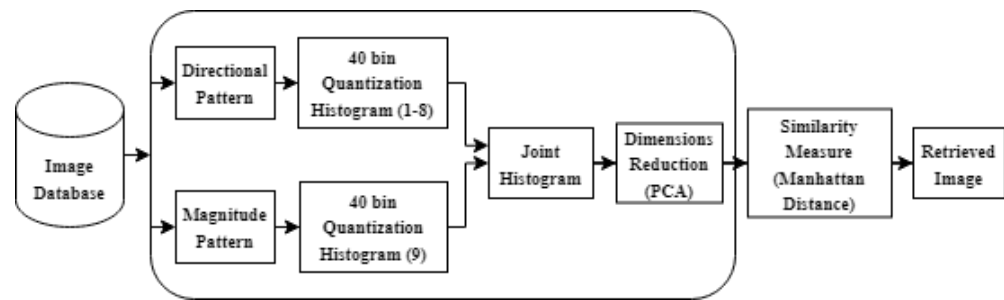 Image
Database
Directional
Pattern
40 bin
Quantization
Histogram (1-8)
Magnitude
Pattern
40 bin
Quantization
Histogram (9)
Joint
Histogram
Dimensions
Reduction
(PCA)
Similarity
Measure
(Manhattan
Distance)
Retrieved
Image